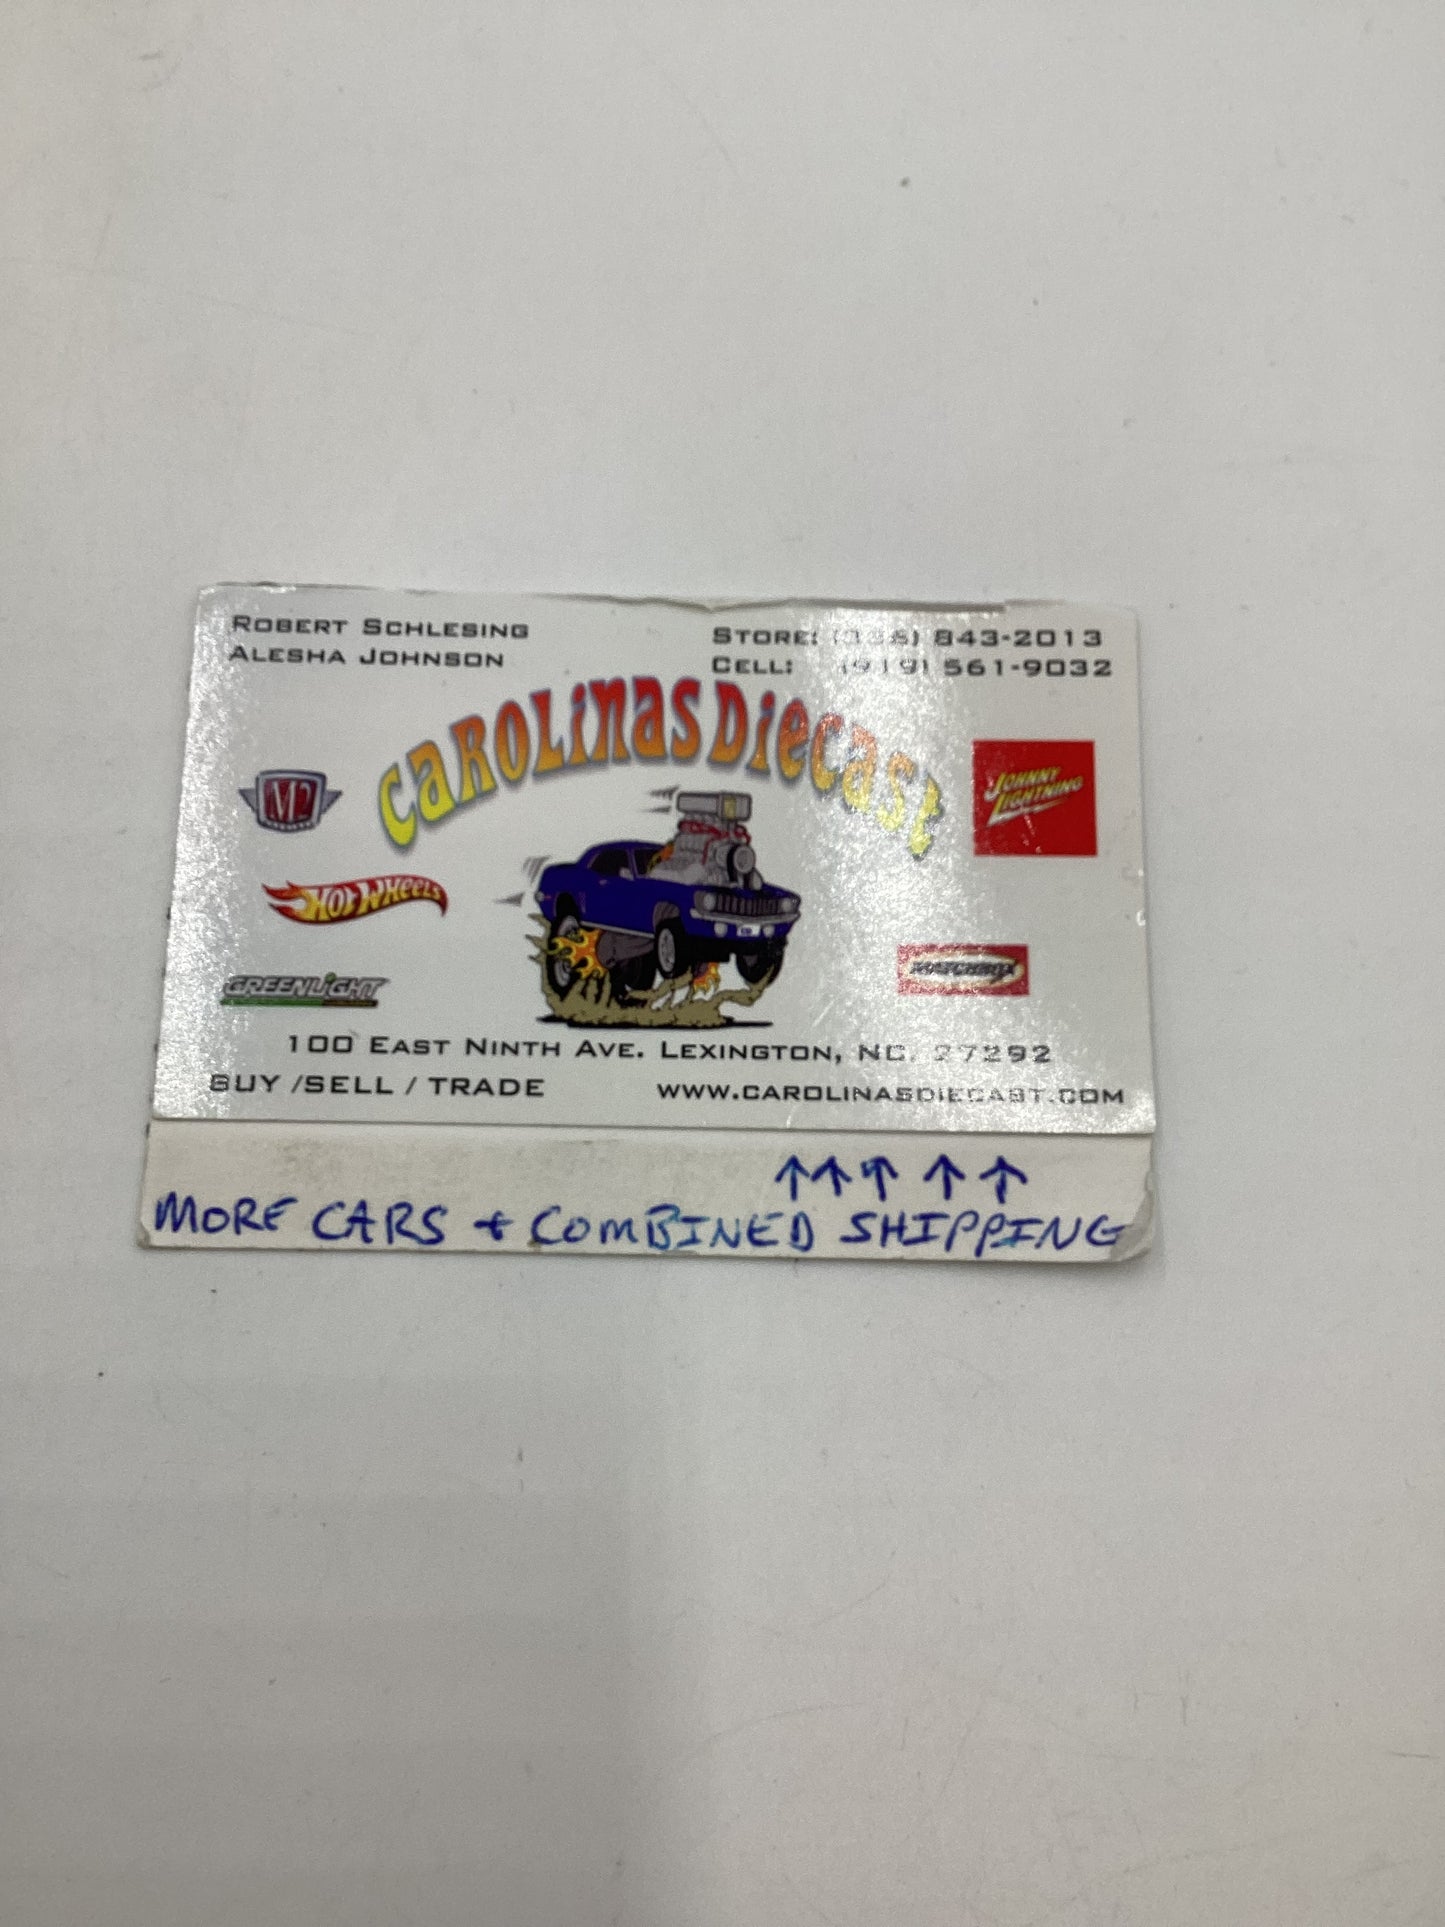 Robert Schlesing
Alesha Johnson
Store: (336) 843-2013
Cell: (919) 561-9032
Carolinas Diecast
M2
Johnny Lightning
Hot Wheels
GREENLIGHT
MATCHBOX
100 East Ninth Ave. Lexington, NC. 27292
BUY /SELL / TRADE
WWW.CAROLINASDIECAST.COM
↑↑↑ ↑ ↑
MORE CARS + COMBINED SHIPPING